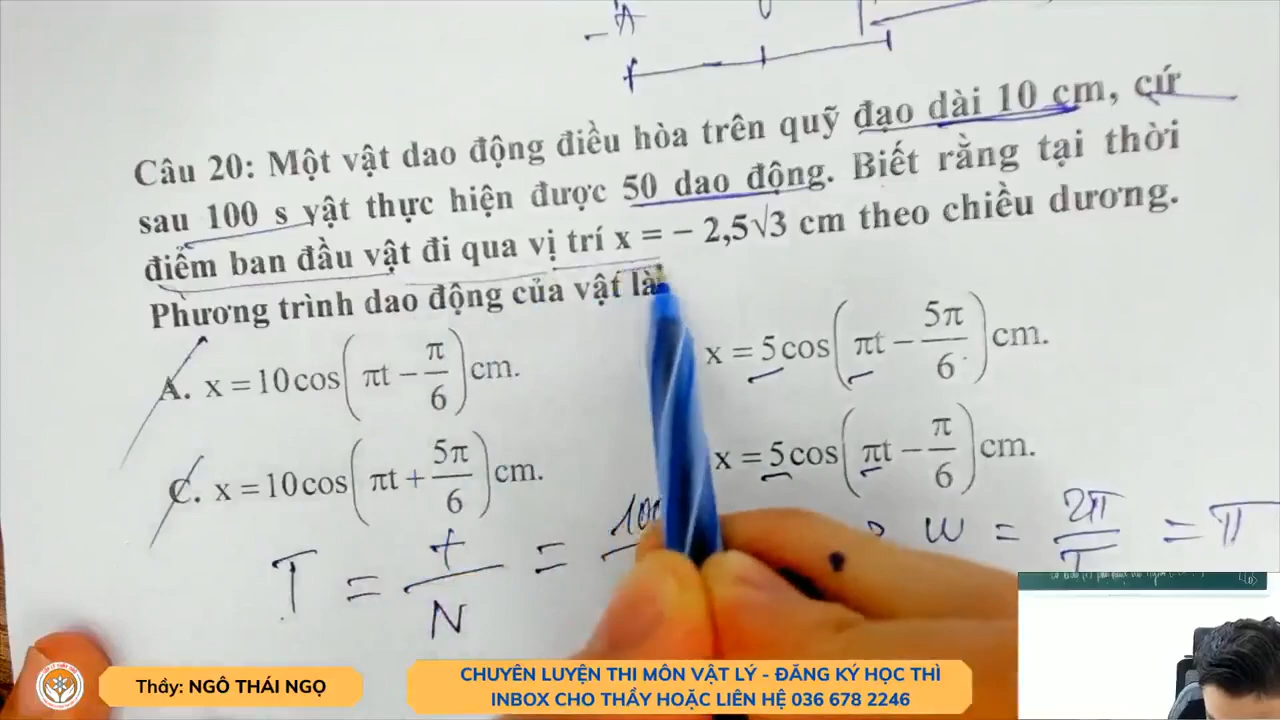 -A
Câu 20: Một vật dao động điều hòa trên quỹ đạo dài 10 cm, cứ
sau 100 s vật thực hiện được 50 dao động. Biết rằng tại thời
điểm ban đầu vật đi qua vị trí x = − 2,5√3 cm theo chiều dương.
Phương trình dao động của vật là
A. x = 10cos(πt − π/6) cm.
x = 5cos(πt − 5π/6) cm.
C. x = 10cos(πt + 5π/6) cm.
x = 5cos(πt − π/6) cm.
T = t/N =
ω = 2π/T = π
Thầy: NGÔ THÁI NGỌ
CHUYÊN LUYỆN THI MÔN VẬT LÝ - ĐĂNG KÝ HỌC THÌ
INBOX CHO THẦY HOẶC LIÊN HỆ 036 678 2246